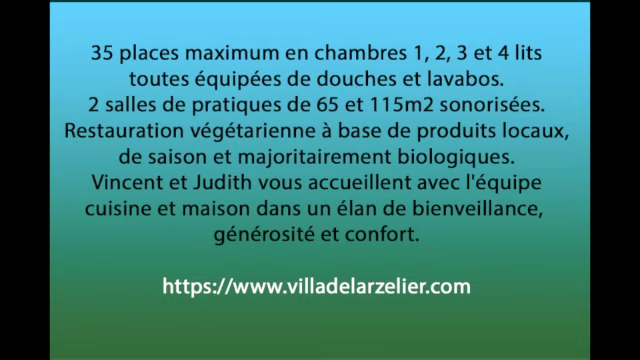 35 places maximum en chambres 1, 2, 3 et 4 lits
toutes équipées de douches et lavabos.
2 salles de pratiques de 65 et 115m2 sonorisées.
Restauration végétarienne à base de produits locaux,
de saison et majoritairement biologiques.
Vincent et Judith vous accueillent avec l'équipe
cuisine et maison dans un élan de bienveillance,
générosité et confort.
https://www.villadelarzelier.com